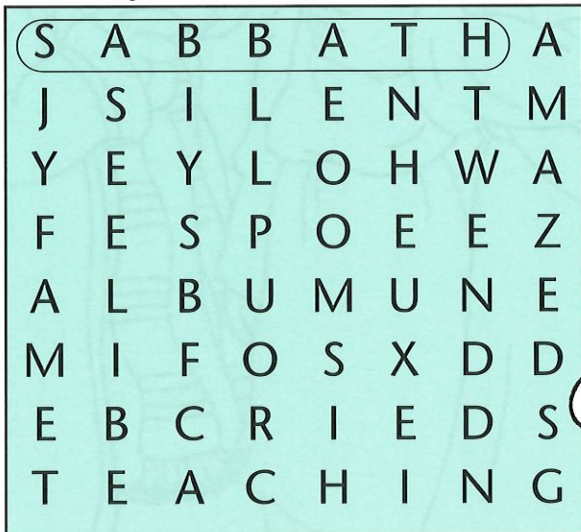 S A B B A T H A
J S I L E N T M
Y E Y L O H W A
F E S P O E E Z
A L B U M U N E
M I F O S X D D
E B C R I E D S
T E A C H I N G